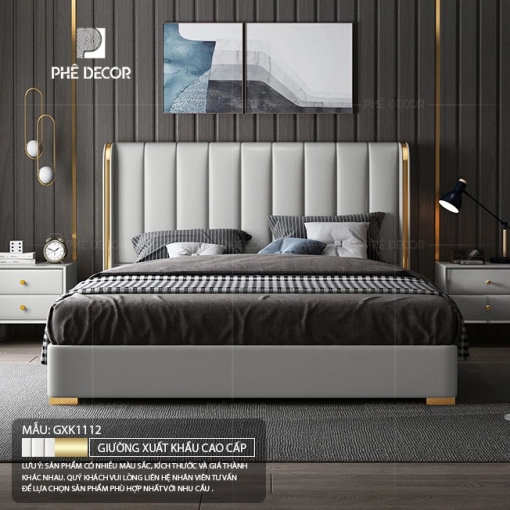 PHÊ DECOR
PHÊ DECOR
MẪU: GXK1112
GIƯỜNG XUẤT KHẨU CAO CẤP
LƯU Ý: SẢN PHẨM CÓ NHIỀU MÀU SẮC, KÍCH THƯỚC VÀ GIÁ THÀNH
KHÁC NHAU. QUÝ KHÁCH VUI LÒNG LIÊN HỆ NHÂN VIÊN TƯ VẤN
ĐỂ LỰA CHỌN SẢN PHẨM PHÙ HỢP NHẤT VỚI NHU CẦU .